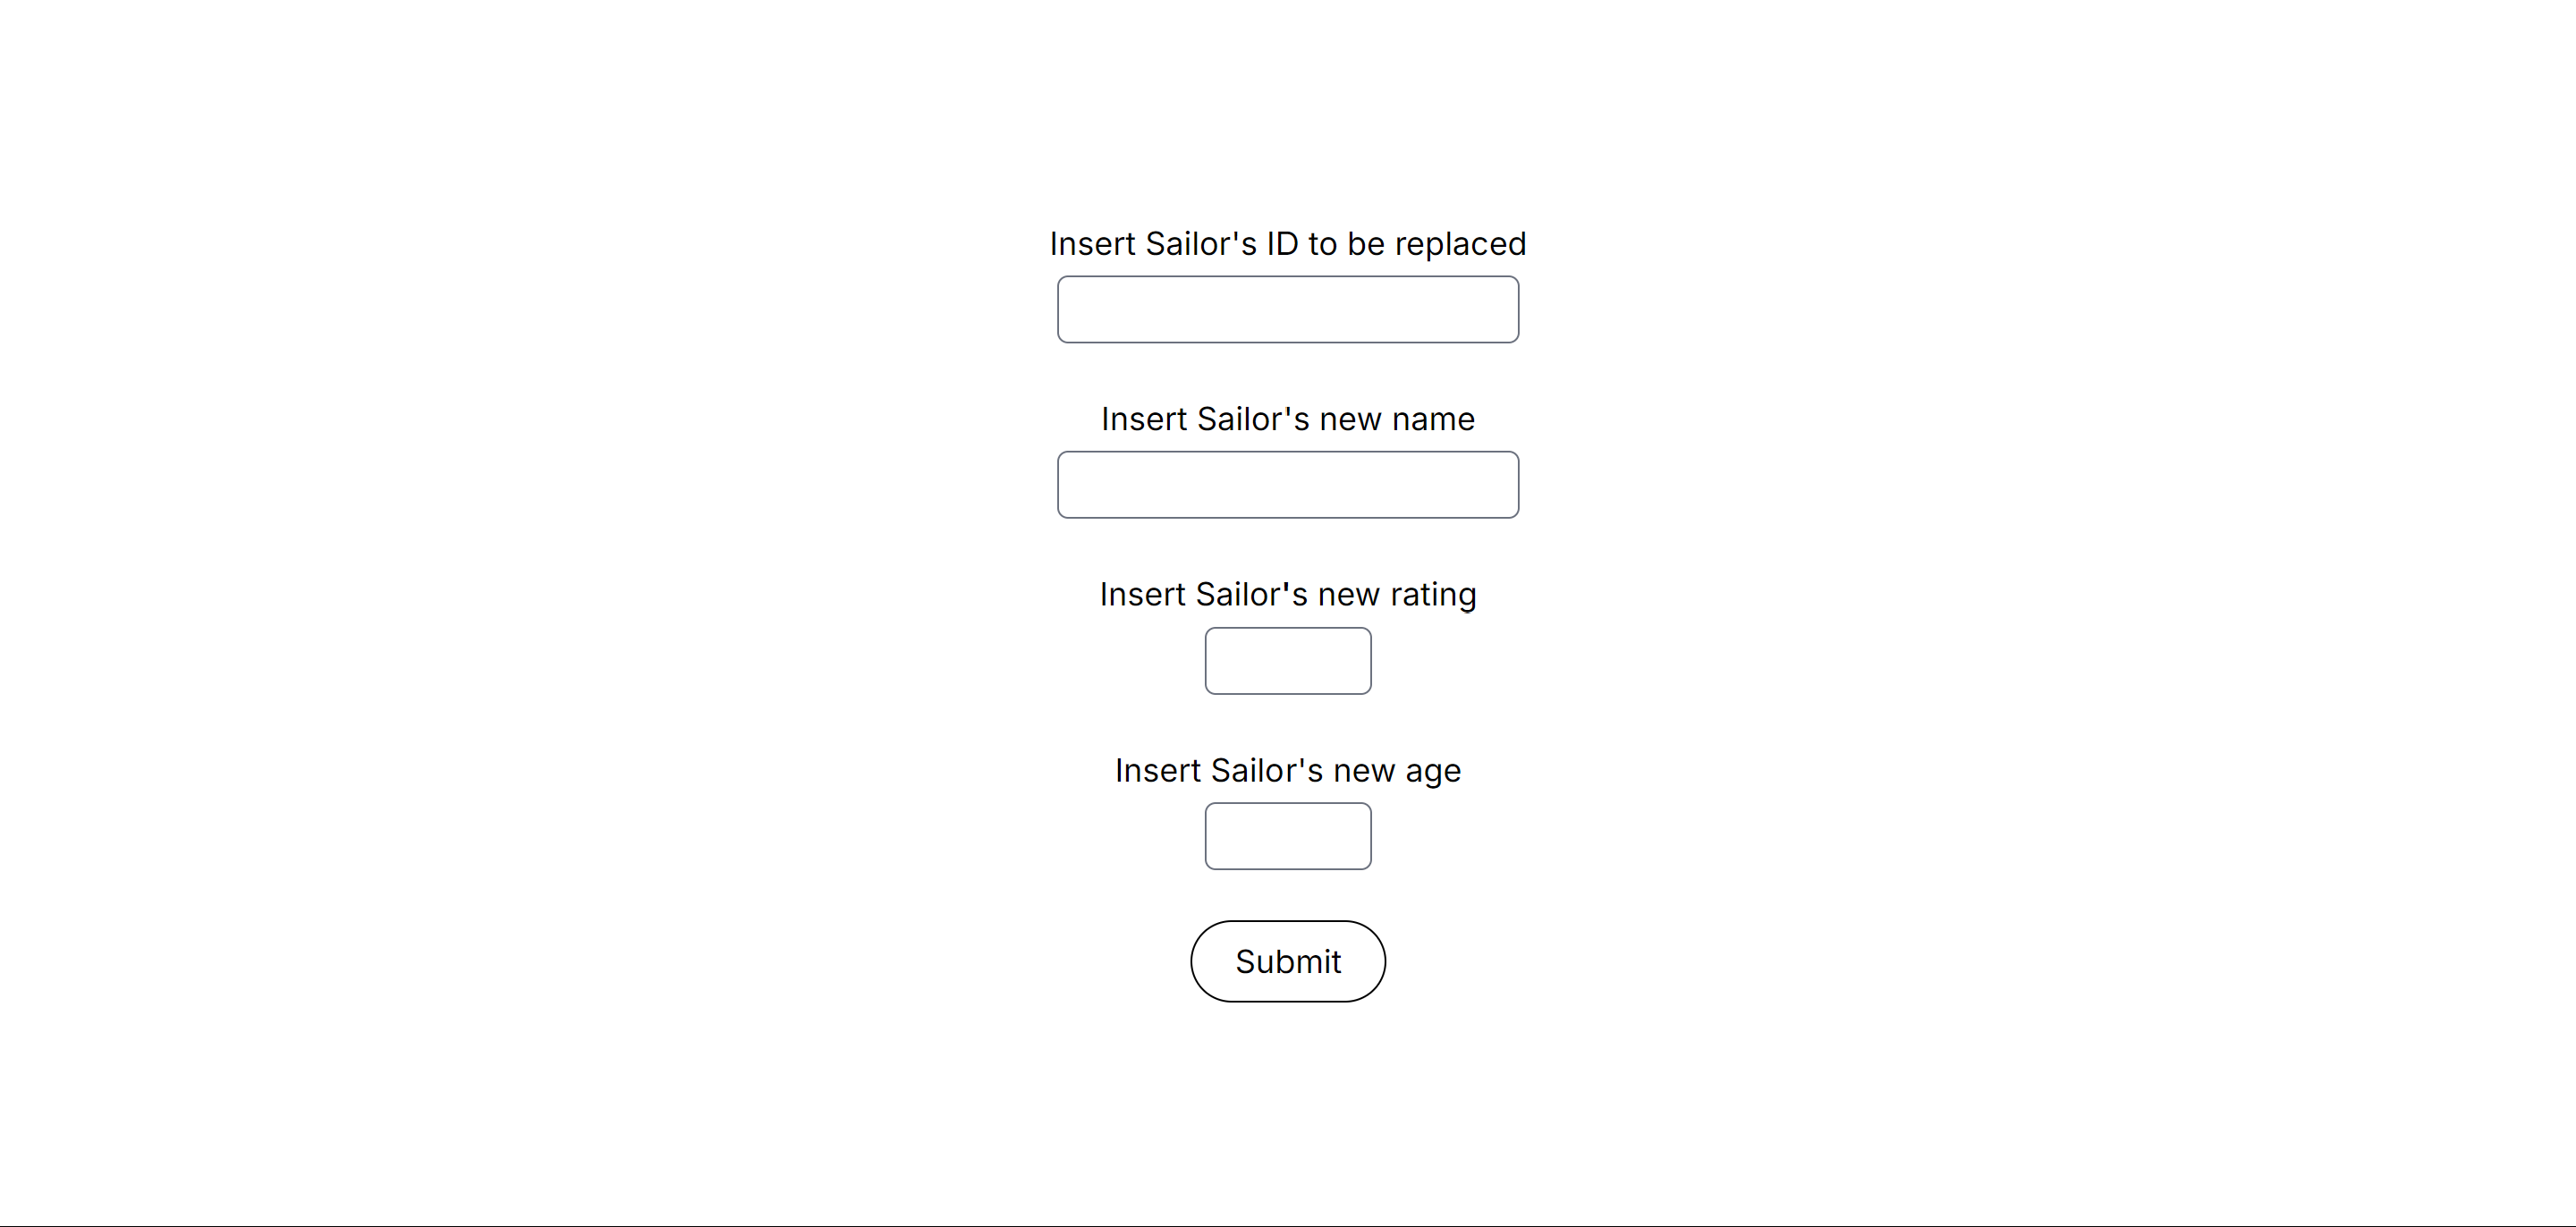 Insert Sailor's ID to be replaced
Insert Sailor's new name
Insert Sailor's new rating
Insert Sailor's new age
Submit